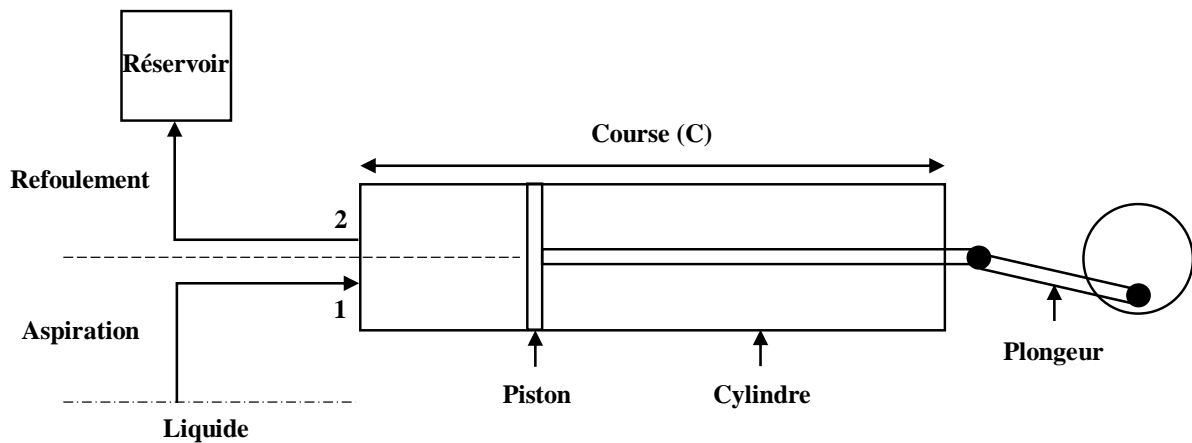 Réservoir
Course (C)
Refoulement
2
1
Aspiration
Plongeur
Piston
Cylindre
Liquide